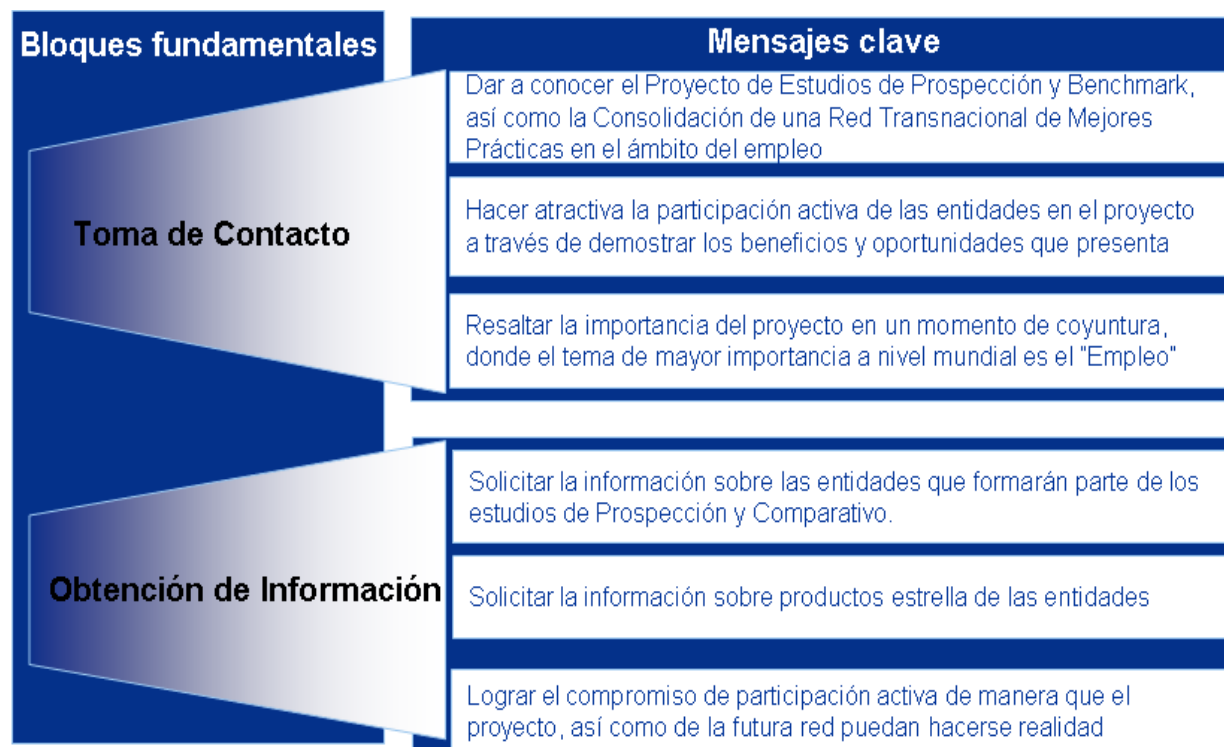 Bloques fundamentales
Mensajes clave
Toma de Contacto
Dar a conocer el Proyecto de Estudios de Prospección y Benchmark,
así como la Consolidación de una Red Transnacional de Mejores
Prácticas en el ámbito del empleo
Hacer atractiva la participación activa de las entidades en el proyecto
a través de demostrar los beneficios y oportunidades que presenta
Resaltar la importancia del proyecto en un momento de coyuntura,
donde el tema de mayor importancia a nivel mundial es el "Empleo"
Obtención de Información
Solicitar la información sobre las entidades que formarán parte de los
estudios de Prospección y Comparativo.
Solicitar la información sobre productos estrella de las entidades
Lograr el compromiso de participación activa de manera que el
proyecto, así como de la futura red puedan hacerse realidad